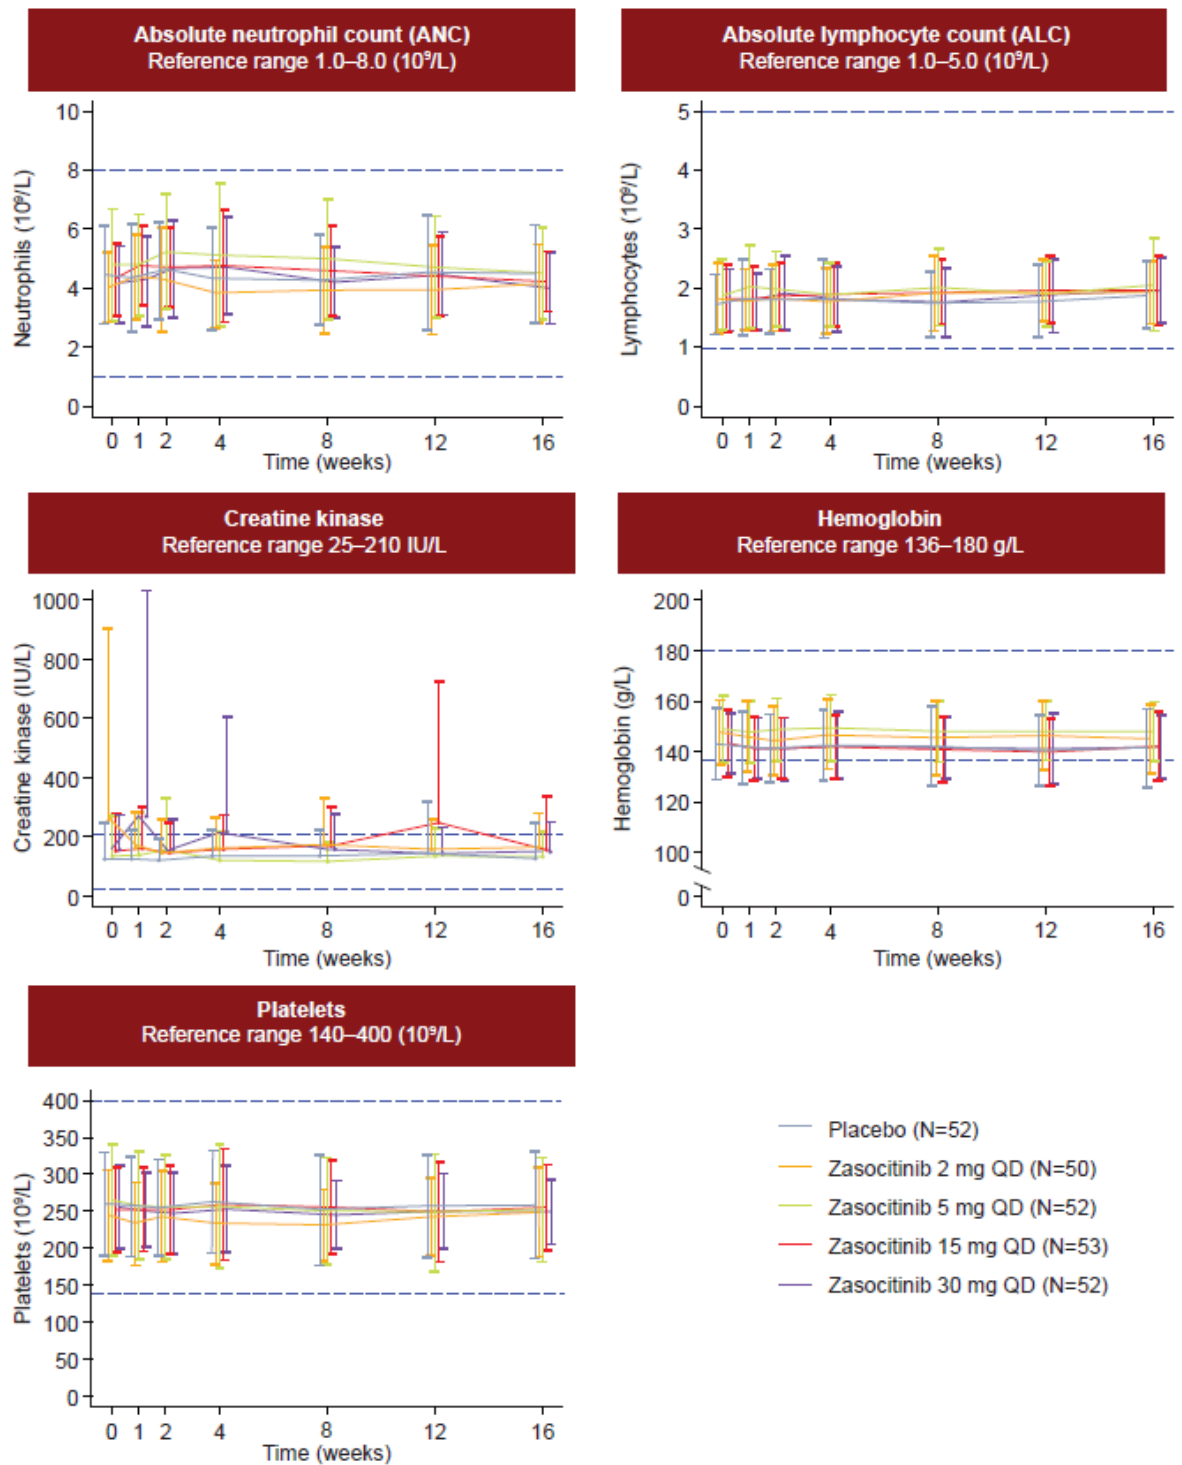 Absolute neutrophil count (ANC)
Reference range 1.0–8.0 (10⁹/L)
Neutrophils (10⁹/L)
10
8
6
4
2
0
0 1 2 4 8 12 16
Time (weeks)
Absolute lymphocyte count (ALC)
Reference range 1.0–5.0 (10⁹/L)
Lymphocytes (10⁹/L)
5
4
3
2
1
0
0 1 2 4 8 12 16
Time (weeks)
Creatine kinase
Reference range 25–210 IU/L
Creatine kinase (IU/L)
1000
800
600
400
200
0
0 1 2 4 8 12 16
Time (weeks)
Hemoglobin
Reference range 136–180 g/L
Hemoglobin (g/L)
200
180
160
140
120
100
0
0 1 2 4 8 12 16
Time (weeks)
Platelets
Reference range 140–400 (10⁹/L)
Platelets (10⁹/L)
400
350
300
250
200
150
100
50
0
0 1 2 4 8 12 16
Time (weeks)
Placebo (N=52)
Zasocitinib 2 mg QD (N=50)
Zasocitinib 5 mg QD (N=52)
Zasocitinib 15 mg QD (N=53)
Zasocitinib 30 mg QD (N=52)